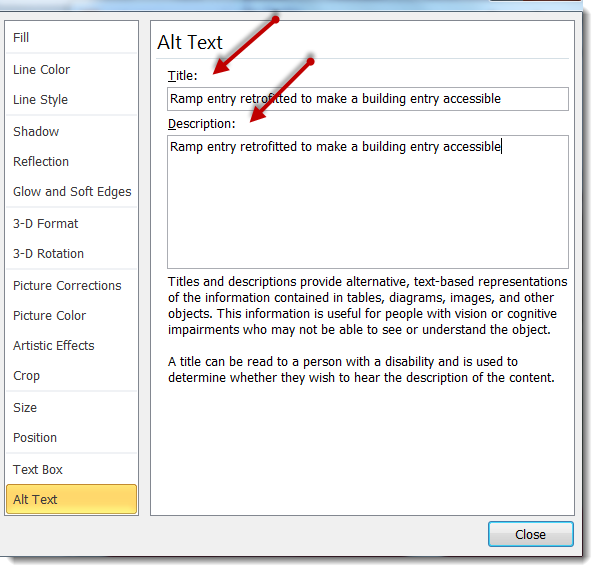 Fill
Line Color
Line Style
Shadow
Reflection
Glow and Soft Edges
3-D Format
3-D Rotation
Picture Corrections
Picture Color
Artistic Effects
Crop
Size
Position
Text Box
Alt Text
Alt Text
Title:
Ramp entry retrofitted to make a building entry accessible
Description:
Ramp entry retrofitted to make a building entry accessible
Titles and descriptions provide alternative, text-based representations
of the information contained in tables, diagrams, images, and other
objects. This information is useful for people with vision or cognitive
impairments who may not be able to see or understand the object.
A title can be read to a person with a disability and is used to
determine whether they wish to hear the description of the content.
Close